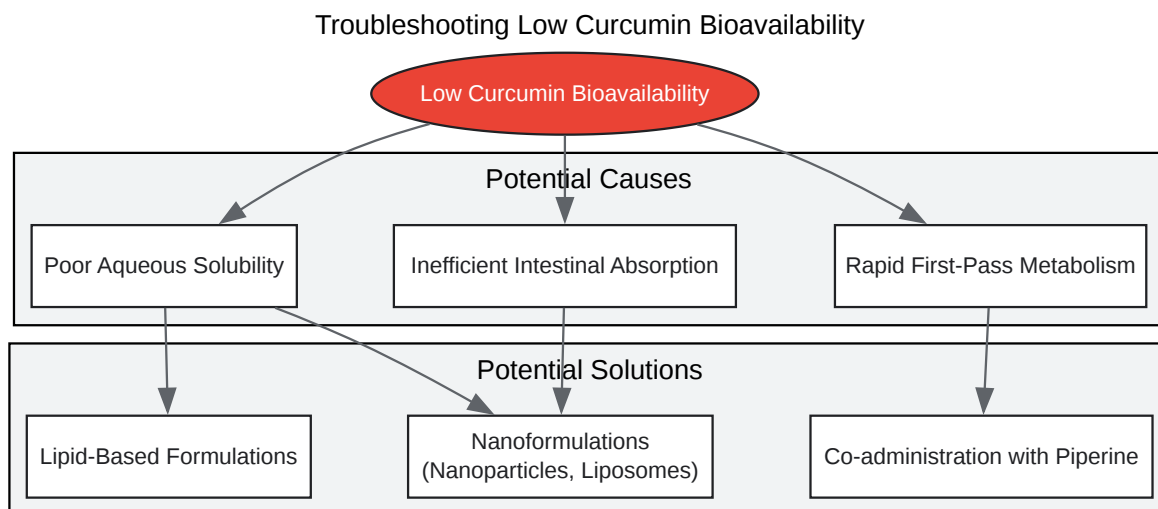 Troubleshooting Low Curcumin Bioavailability
Low Curcumin Bioavailability
Potential Causes
Poor Aqueous Solubility
Inefficient Intestinal Absorption
Rapid First-Pass Metabolism
Potential Solutions
Lipid-Based Formulations
Nanoformulations
(Nanoparticles, Liposomes)
Co-administration with Piperine